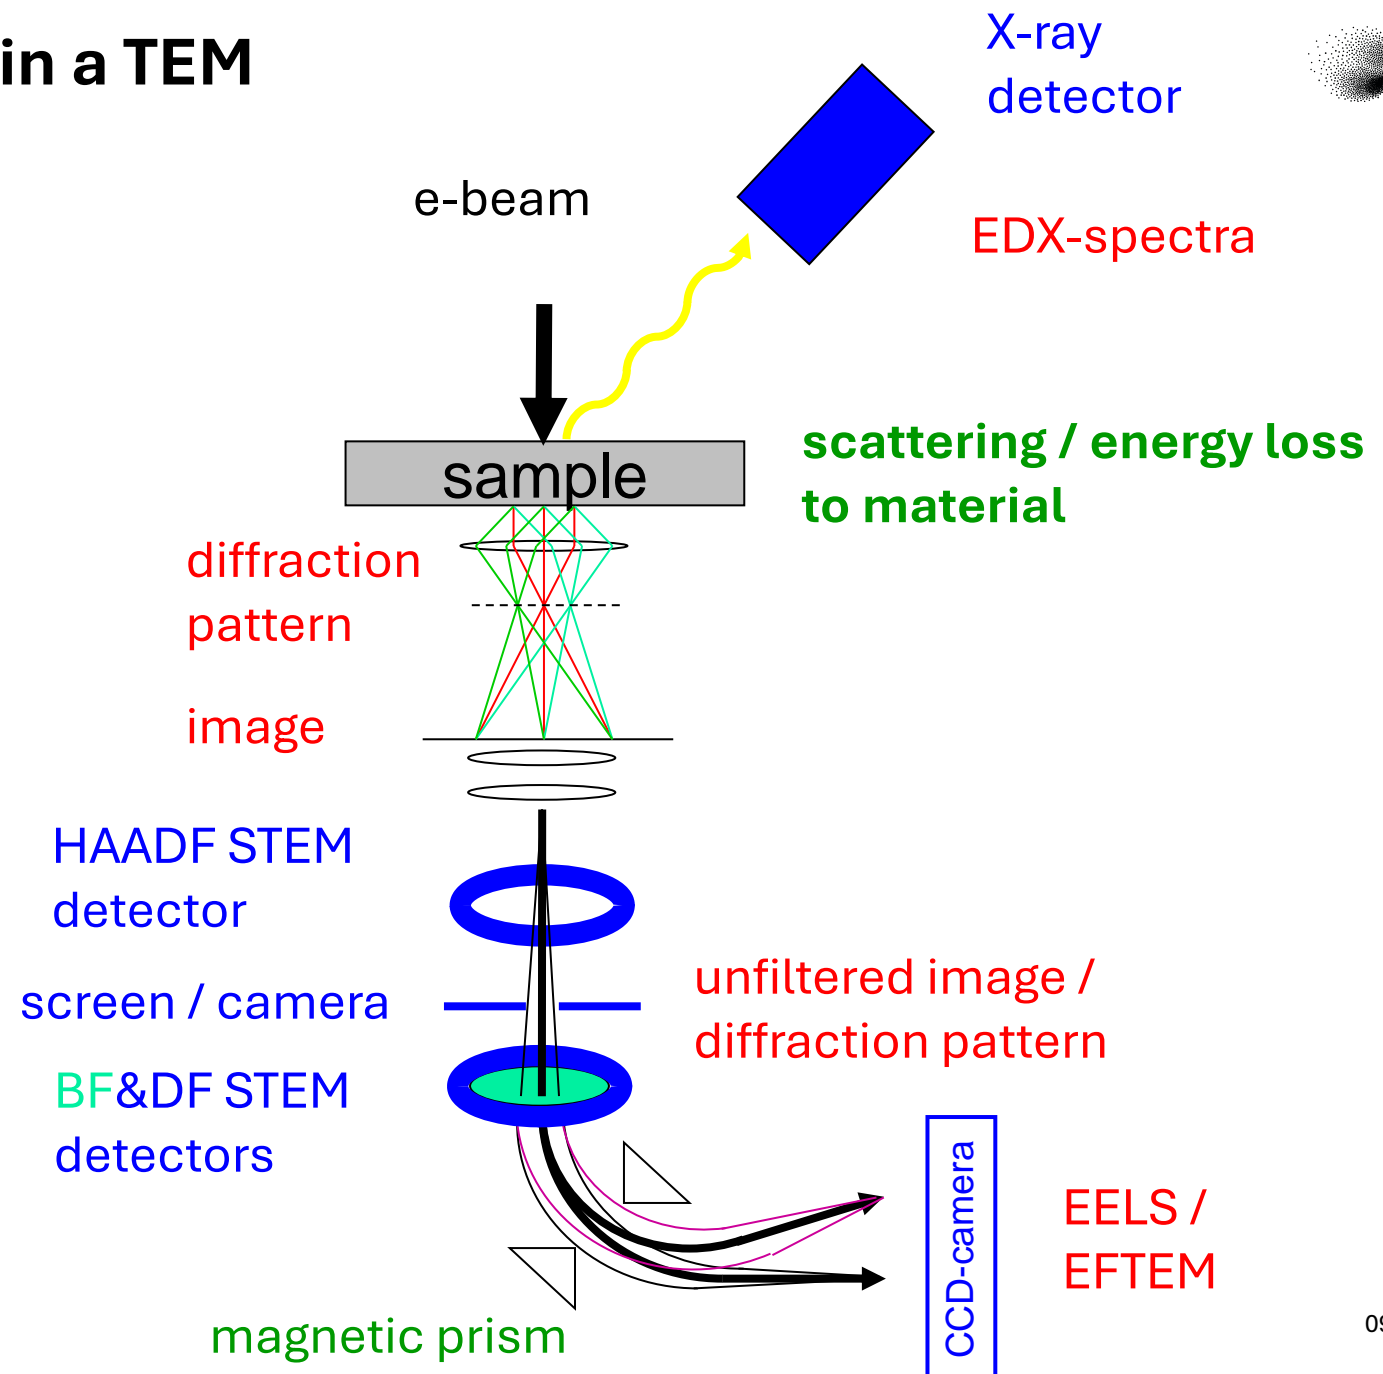 in a TEM
X-ray
detector
e-beam
EDX-spectra
scattering / energy loss
to material
sample
diffraction
pattern
image
HAADF STEM
detector
unfiltered image /
diffraction pattern
screen / camera
BF&DF STEM
detectors
CCD-camera
EELS /
EFTEM
magnetic prism
09